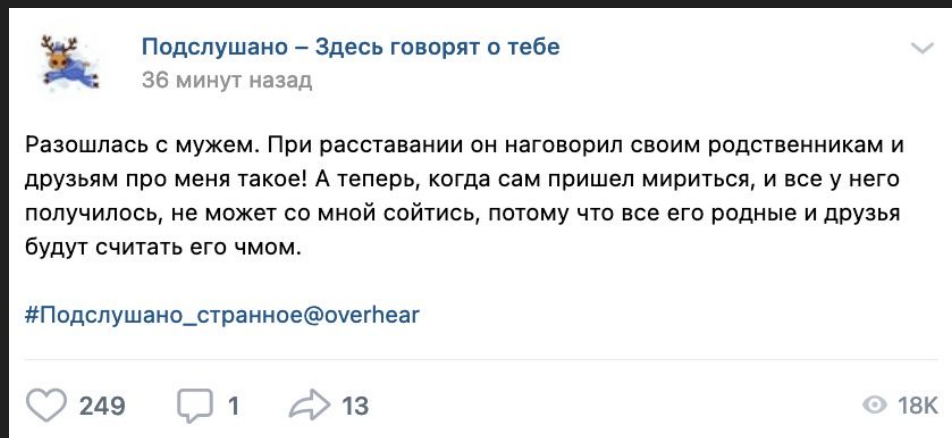 Подслушано – Здесь говорят о тебе
36 минут назад
Разошлась с мужем. При расставании он наговорил своим родственникам и
друзьям про меня такое! А теперь, когда сам пришел мириться, и все у него
получилось, не может со мной сойтись, потому что все его родные и друзья
будут считать его чмом.
#Подслушано_странное@overhear
249 1 13 18K